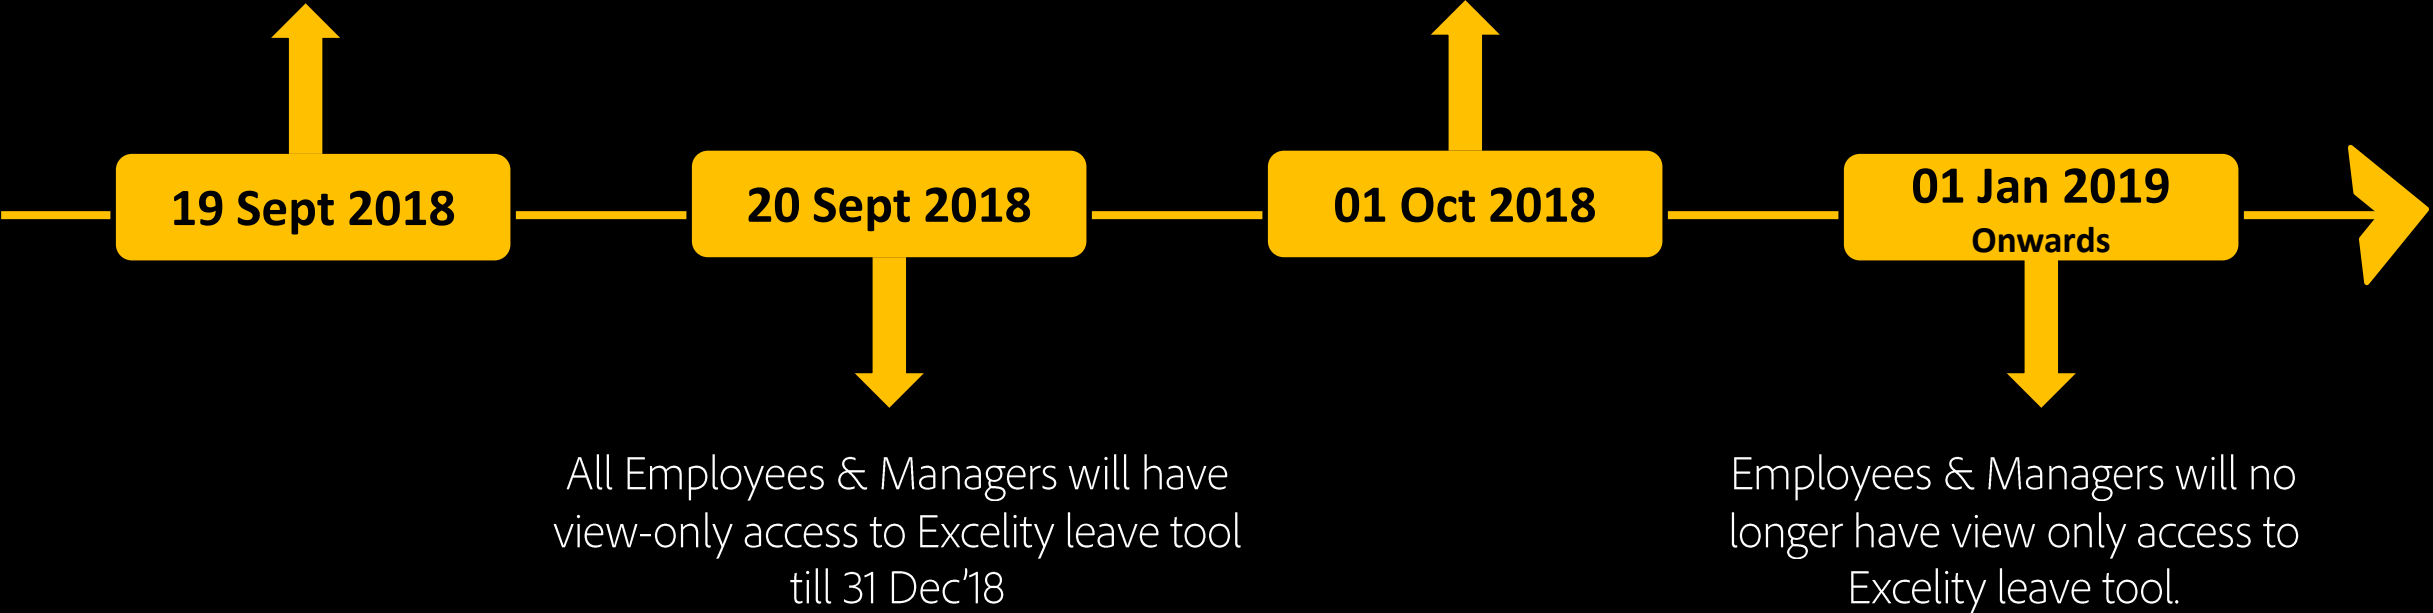 19 Sept 2018
20 Sept 2018
01 Oct 2018
01 Jan 2019
Onwards
All Employees & Managers will have
view-only access to Excelity leave tool
till 31 Dec'18
Employees & Managers will no
longer have view only access to
Excelity leave tool.